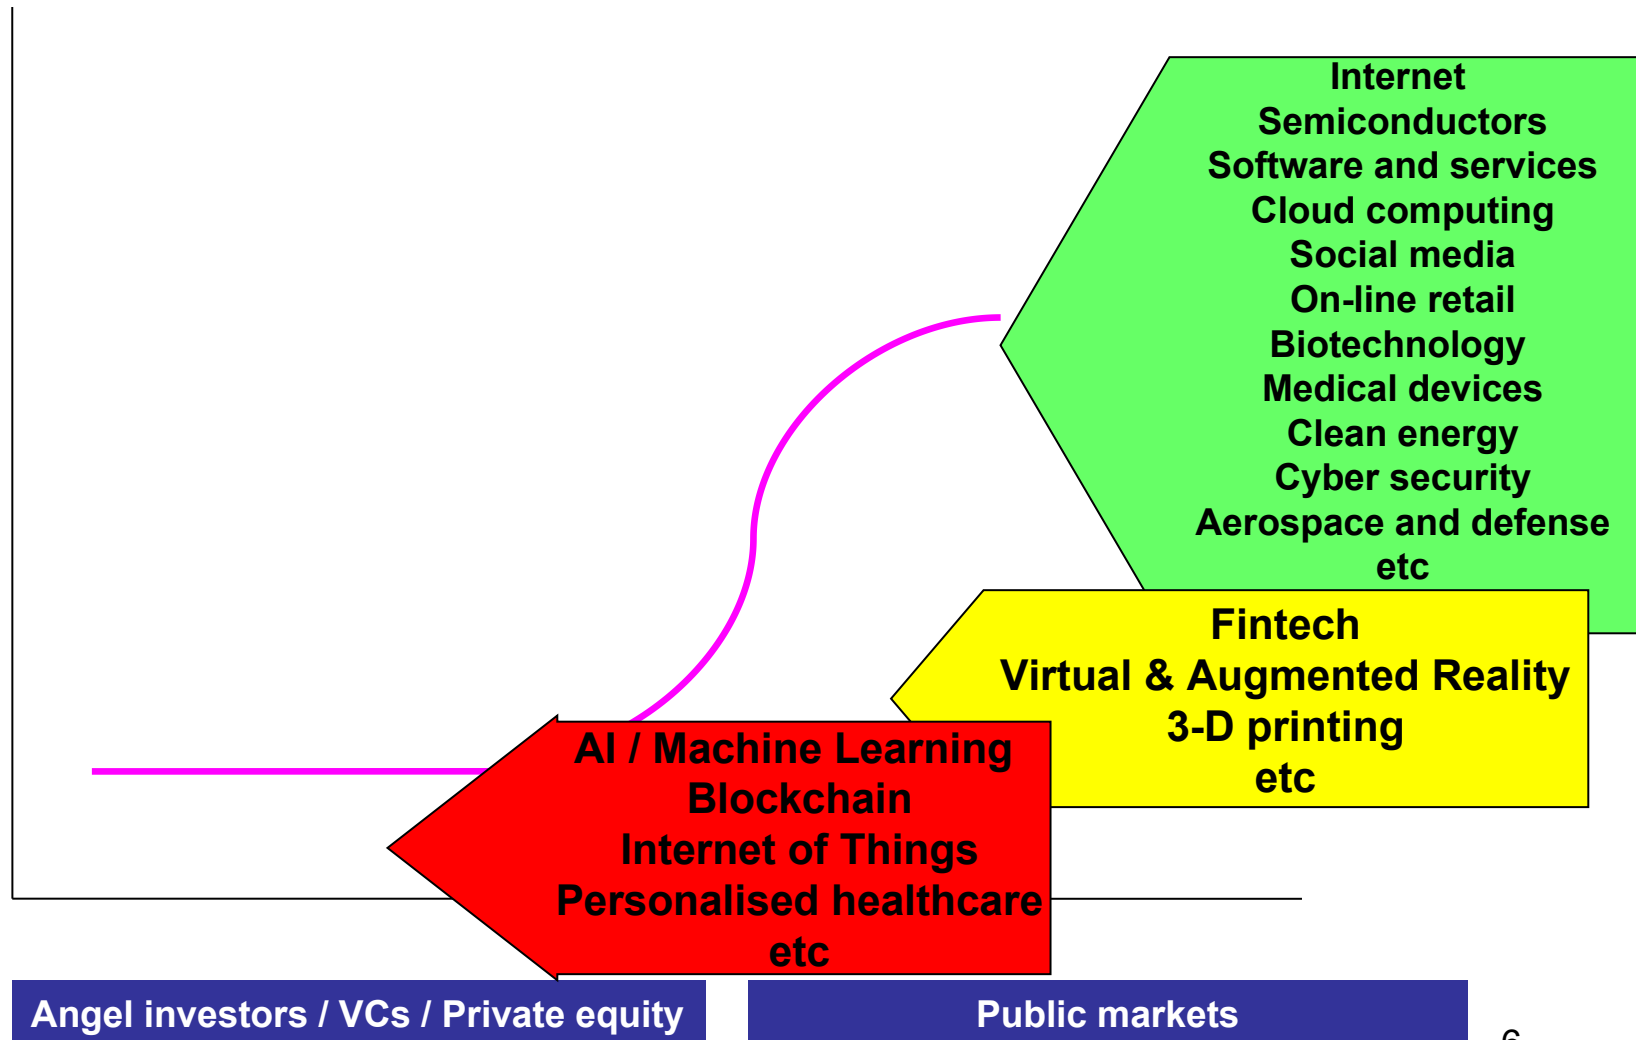 Internet
Semiconductors
Software and services
Cloud computing
Social media
On-line retail
Biotechnology
Medical devices
Clean energy
Cyber security
Aerospace and defense
etc
Fintech
Virtual & Augmented Reality
3-D printing
etc
AI / Machine Learning
Blockchain
Internet of Things
Personalised healthcare
etc
Angel investors / VCs / Private equity
Public markets